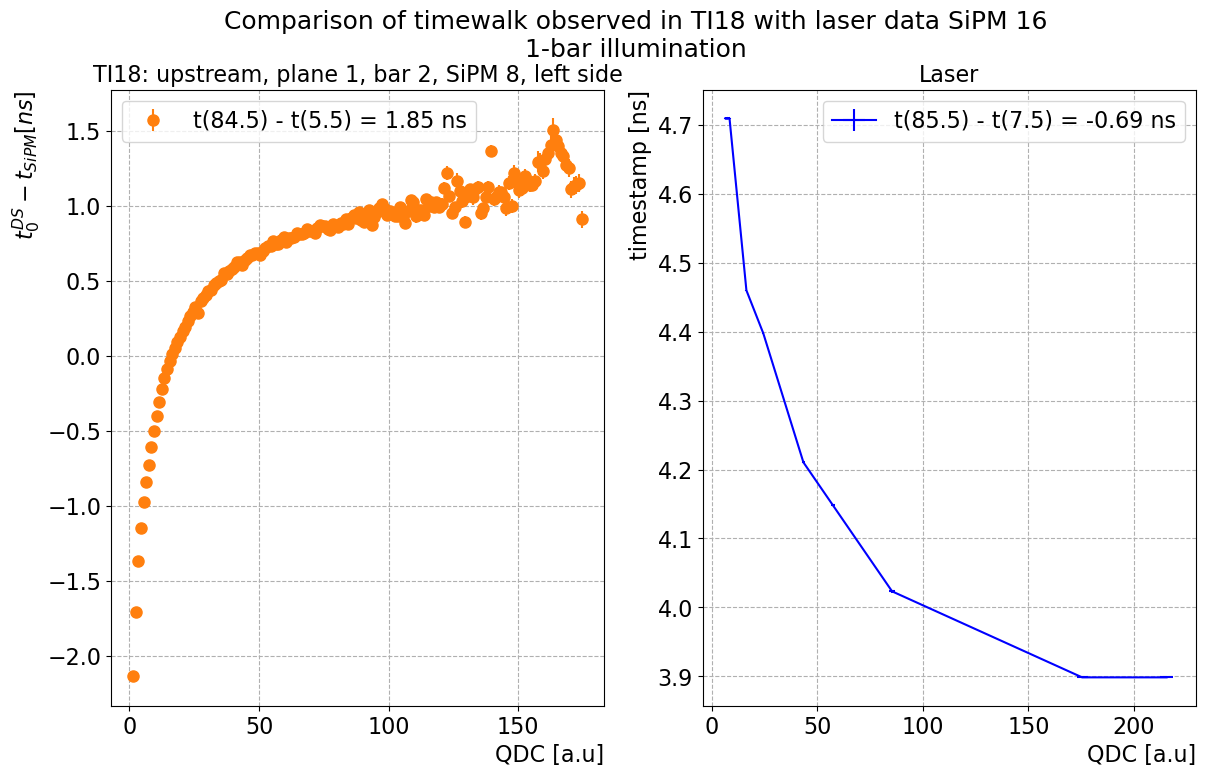 Comparison of timewalk observed in TI18 with laser data SiPM 16
1-bar illumination
TI18: upstream, plane 1, bar 2, SiPM 8, left side
t(84.5) - t(5.5) = 1.85 ns
t₀ᴰˢ − t_SiPM[ns]
1.5
1.0
0.5
0.0
−0.5
−1.0
−1.5
−2.0
0 50 100 150
QDC [a.u]
Laser
t(85.5) - t(7.5) = -0.69 ns
timestamp [ns]
4.7
4.6
4.5
4.4
4.3
4.2
4.1
4.0
3.9
0 50 100 150 200
QDC [a.u]